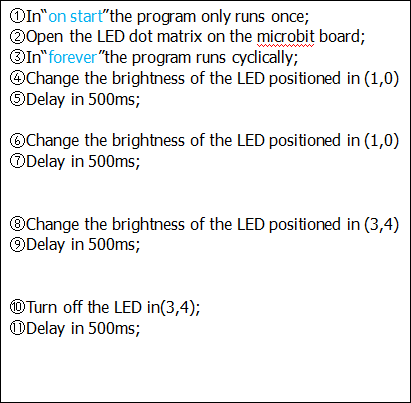 ①In“on start”the program only runs once;
②Open the LED dot matrix on the microbit board;
③In“forever”the program runs cyclically;
④Change the brightness of the LED positioned in (1,0)
⑤Delay in 500ms;
⑥Change the brightness of the LED positioned in (1,0)
⑦Delay in 500ms;
⑧Change the brightness of the LED positioned in (3,4)
⑨Delay in 500ms;
⑩Turn off the LED in(3,4);
⑪Delay in 500ms;